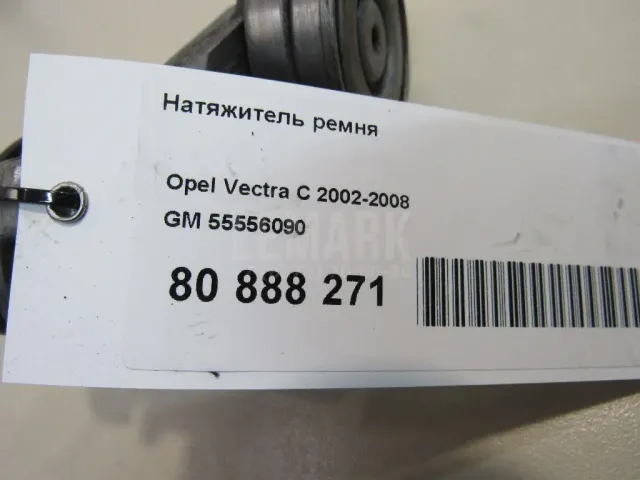 Натяжитель ремня
Opel Vectra C 2002-2008
GM 55556090
80 888 271